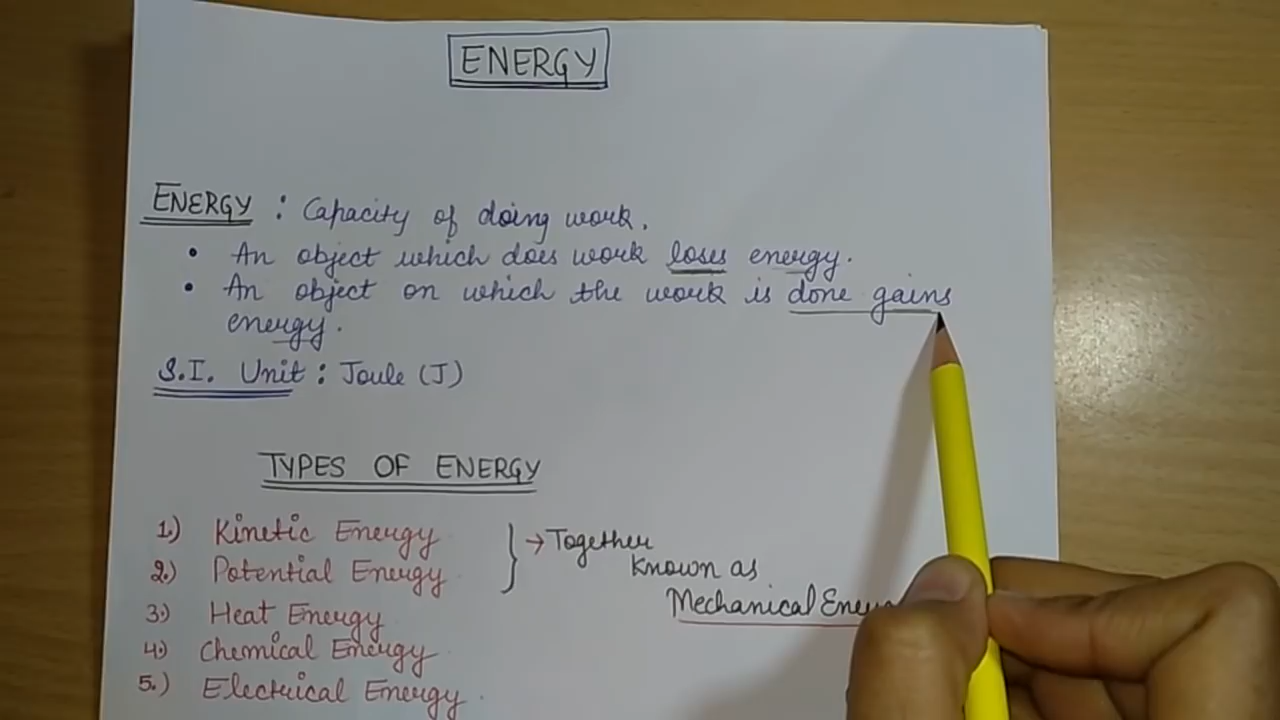 ENERGY
ENERGY : Capacity of doing work.
• An object which does work loses energy.
• An object on which the work is done gains
energy.
S.I. Unit : Joule (J)
TYPES OF ENERGY
1.) Kinetic Energy
2.) Potential Energy
} → Together
known as
Mechanical
3.) Heat Energy
4.) Chemical Energy
5.) Electrical Energy